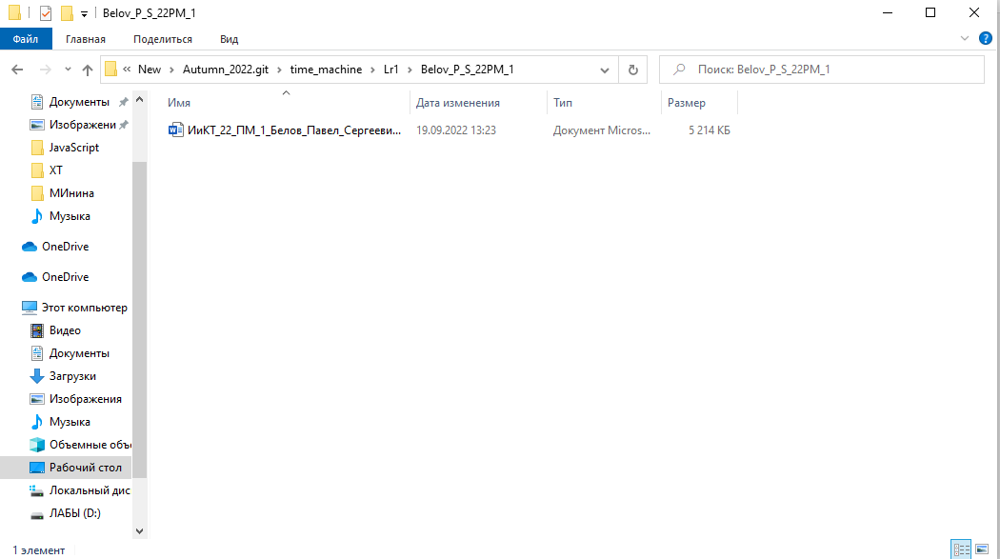 Belov_P_S_22PM_1
Файл Главная Поделиться Вид
« New › Autumn_2022.git › time_machine › Lr1 › Belov_P_S_22PM_1
Поиск: Belov_P_S_22PM_1
Документы
Изображени
JavaScript
XT
МИнина
Музыка
OneDrive
OneDrive
Этот компьютер
Видео
Документы
Загрузки
Изображения
Музыка
Объемные объ
Рабочий стол
Локальный дис
ЛАБЫ (D:)
Имя Дата изменения Тип Размер
ИиКТ_22_ПМ_1_Белов_Павел_Сергееви... 19.09.2022 13:23 Документ Micros... 5 214 КБ
1 элемент